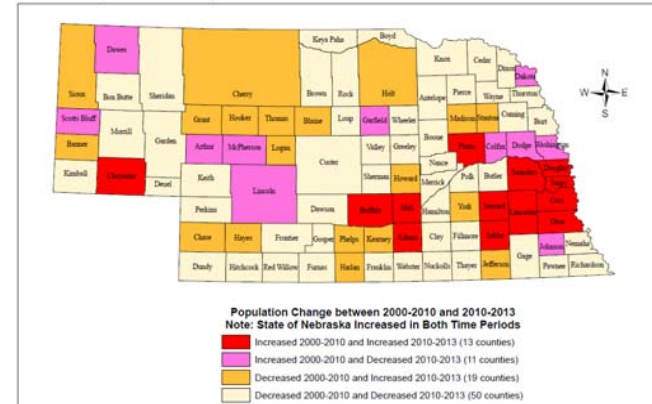 Boyd
Keya Paha
Dawes
Knox
Cedar
Dixon
Dakota
Sioux
Sheridan
Cherry
Brown
Rock
Holt
Box Butte
Antelope
Pierce
Wayne
Thurston
Scotts Bluff
Morrill
Garden
Grant
Hooker
Thomas
Blaine
Loup
Garfield
Wheeler
Madison
Stanton
Cuming
Burt
Banner
Arthur
McPherson
Logan
Custer
Valley
Greeley
Boone
Platte
Colfax
Dodge
Washington
Kimball
Cheyenne
Deuel
Keith
Lincoln
Sherman
Howard
Nance
Merrick
Polk
Butler
Saunders
Douglas
Sarpy
Perkins
Dawson
Buffalo
Hall
Hamilton
York
Seward
Lancaster
Cass
Otoe
Chase
Hayes
Frontier
Gosper
Phelps
Kearney
Adams
Clay
Fillmore
Saline
Johnson
Nemaha
Gage
Dundy
Hitchcock
Red Willow
Furnas
Harlan
Franklin
Webster
Nuckolls
Thayer
Jefferson
Pawnee
Richardson
N
W
E
S
Population Change between 2000-2010 and 2010-2013
Note: State of Nebraska Increased in Both Time Periods
Increased 2000-2010 and Increased 2010-2013 (13 counties)
Increased 2000-2010 and Decreased 2010-2013 (11 counties)
Decreased 2000-2010 and Increased 2010-2013 (19 counties)
Decreased 2000-2010 and Decreased 2010-2013 (50 counties)